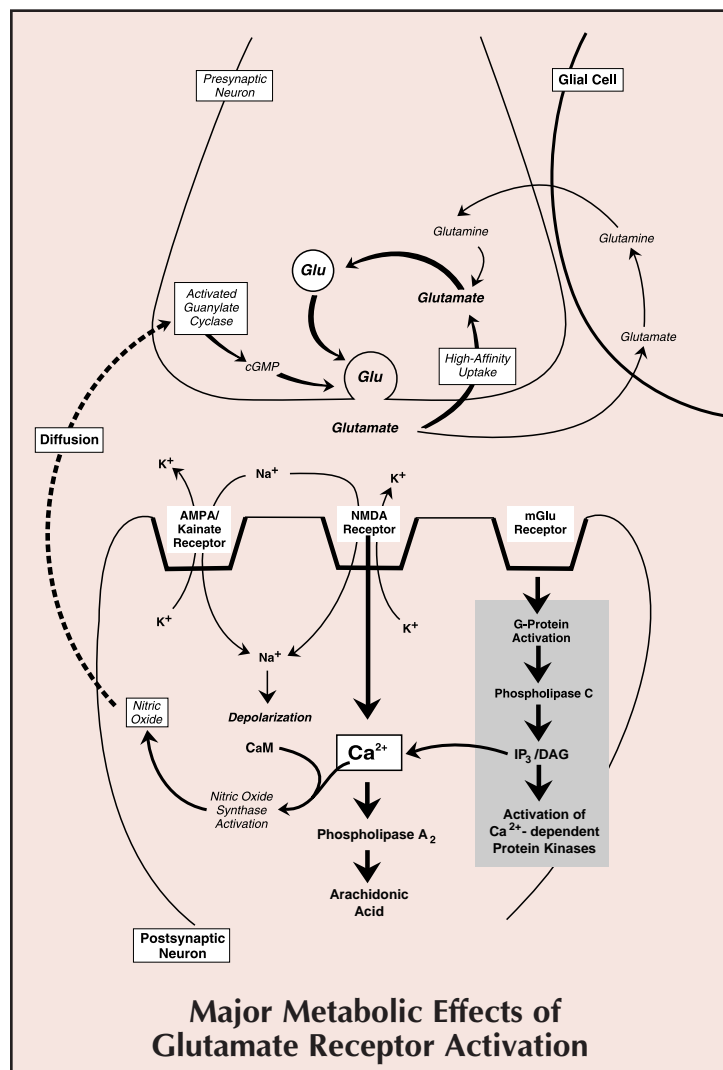 Presynaptic
Neuron
Glial Cell
Glutamine
Glutamine
Glu
Glutamate
Activated
Guanylate
Cyclase
cGMP
Glu
High-Affinity
Uptake
Glutamate
Glutamate
Diffusion
K+
Na+
K+
AMPA/
Kainate
Receptor
NMDA
Receptor
mGlu
Receptor
K+
K+
Na+
G-Protein
Activation
Phospholipase C
Nitric
Oxide
Depolarization
CaM
Ca2+
IP3/DAG
Nitric Oxide
Synthase
Activation
Activation of
Ca2+- dependent
Protein Kinases
Phospholipase A2
Arachidonic
Acid
Postsynaptic
Neuron
Major Metabolic Effects of
Glutamate Receptor Activation